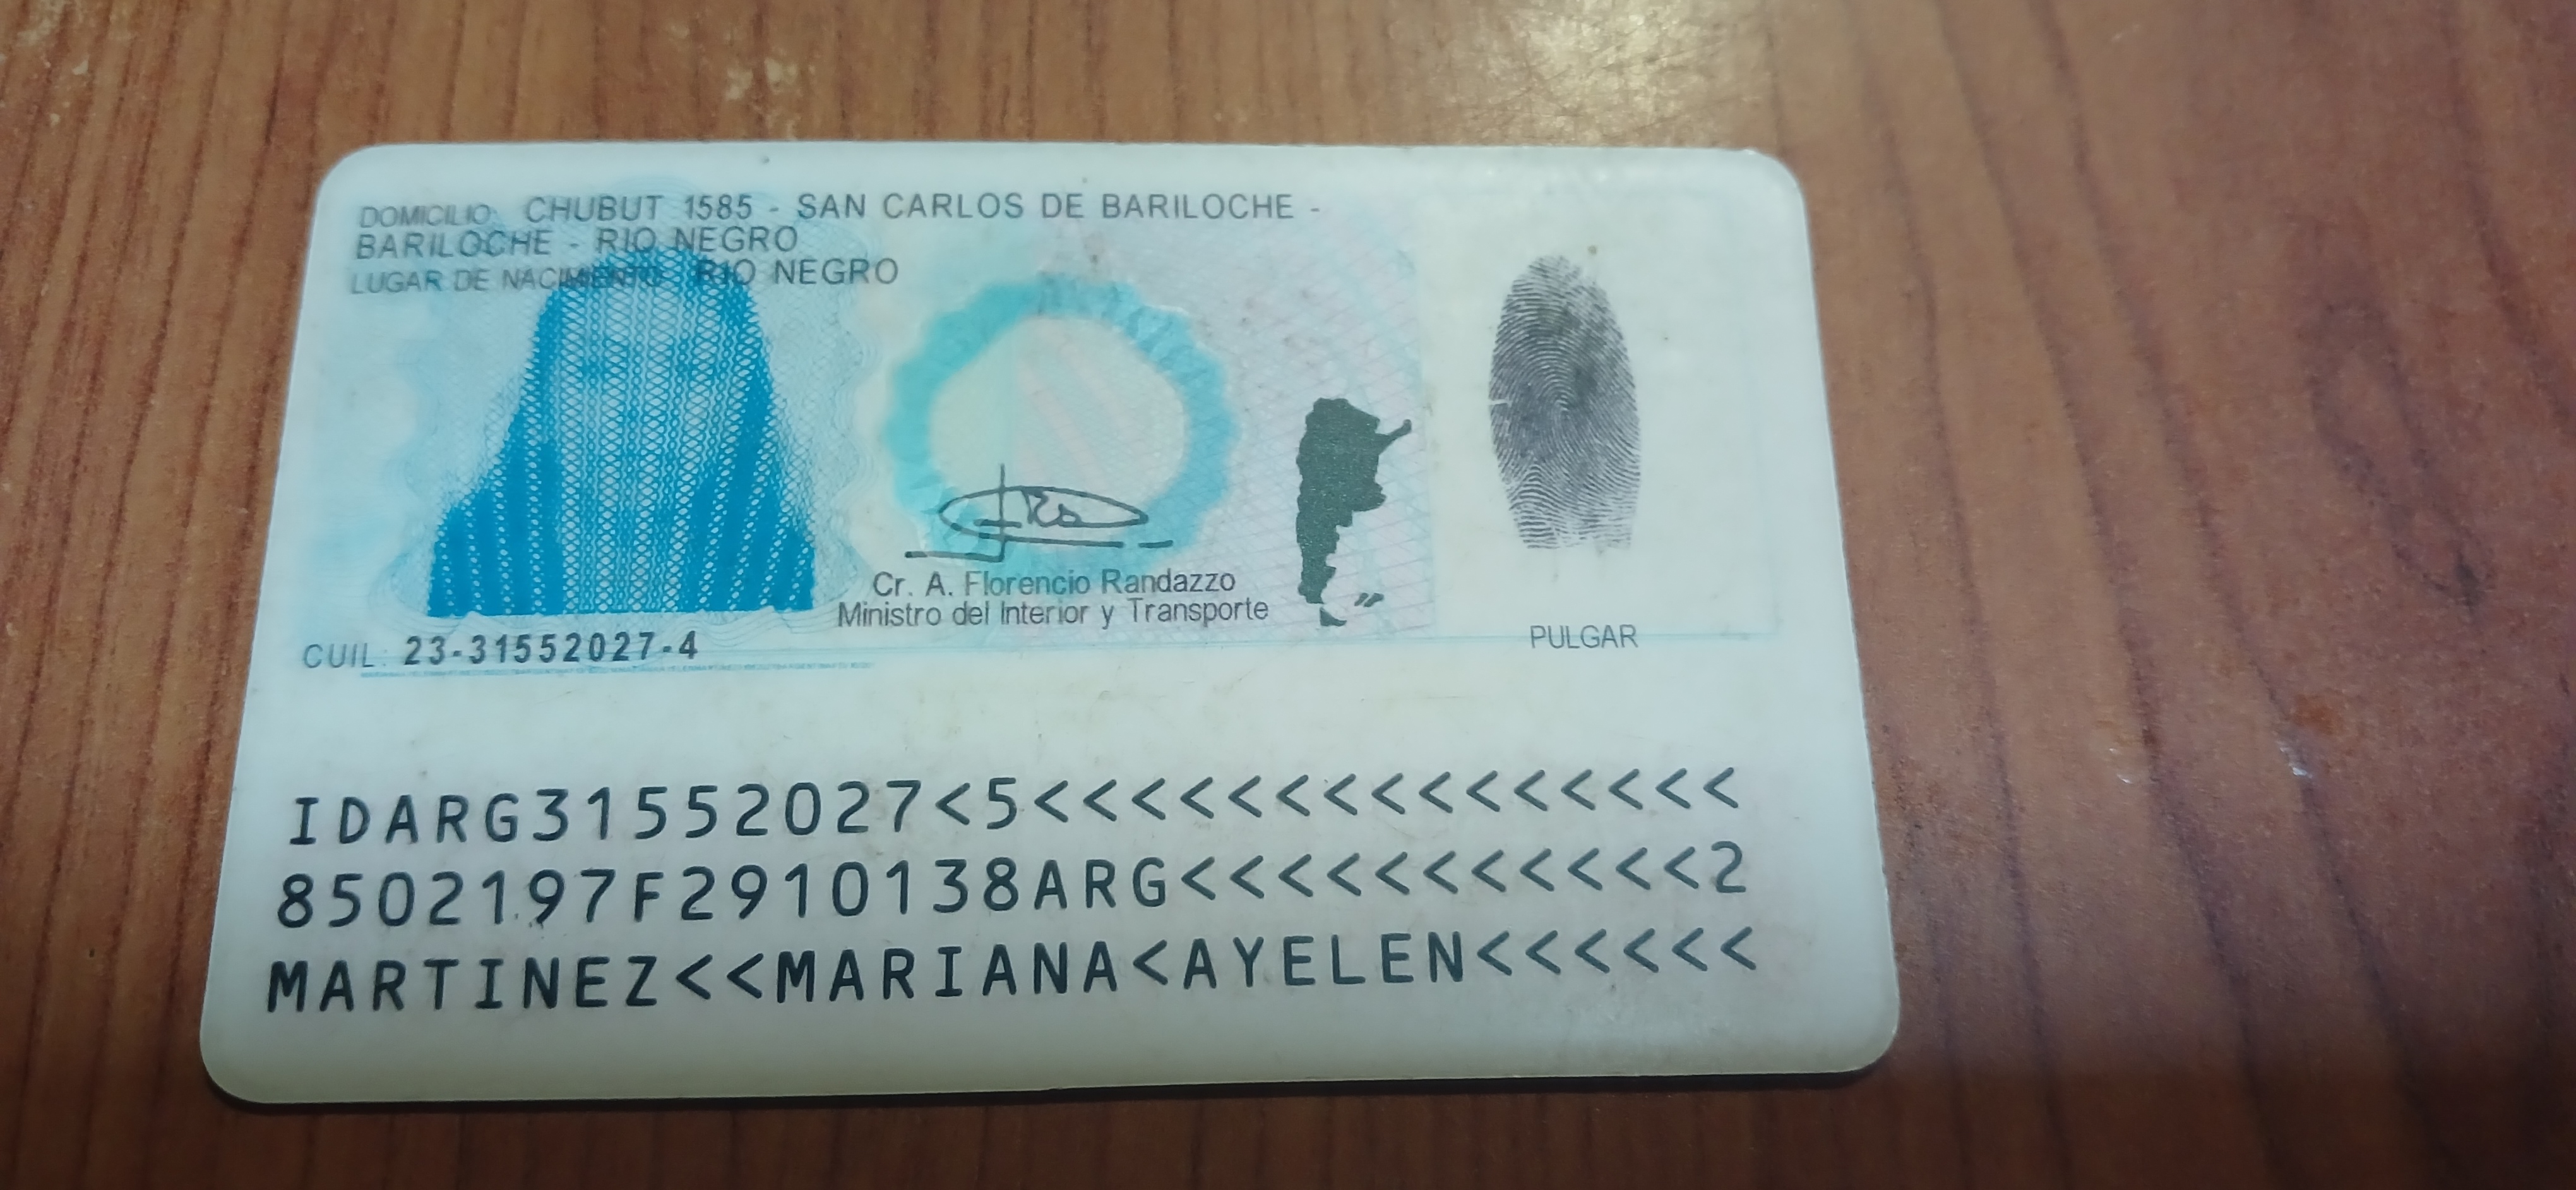 DOMICILIO: CHUBUT 1585 - SAN CARLOS DE BARILOCHE -
BARILOCHE - RIO NEGRO
LUGAR DE NACIMIENTO: RIO NEGRO
Cr. A. Florencio Randazzo
Ministro del Interior y Transporte
PULGAR
CUIL: 23-31552027-4
IDARG31552027<5<<<<<<<<<<<<<<<
8502197F2910138ARG<<<<<<<<<<<2
MARTINEZ<<MARIANA<AYELEN<<<<<<